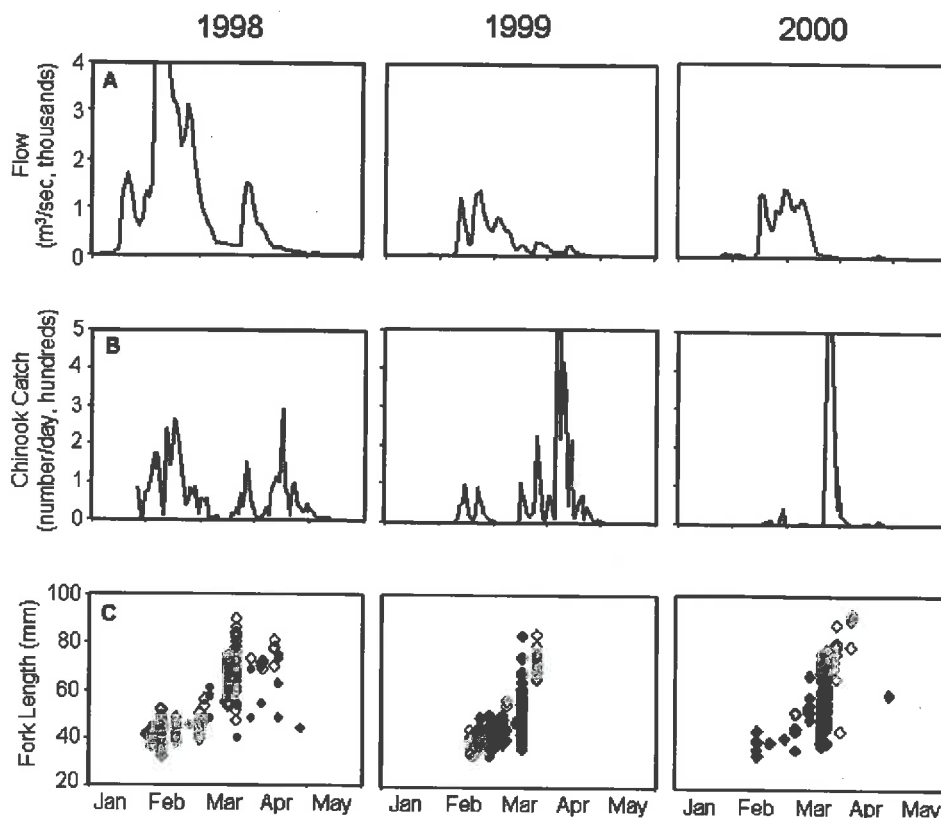 1998 1999 2000
A
Flow
(m³/sec, thousands)
4
3
2
1
0
B
Chinook Catch
(number/day, hundreds)
5
4
3
2
1
0
C
Fork Length (mm)
100
80
60
40
20
Jan Feb Mar Apr May Jan Feb Mar Apr May Jan Feb Mar Apr May